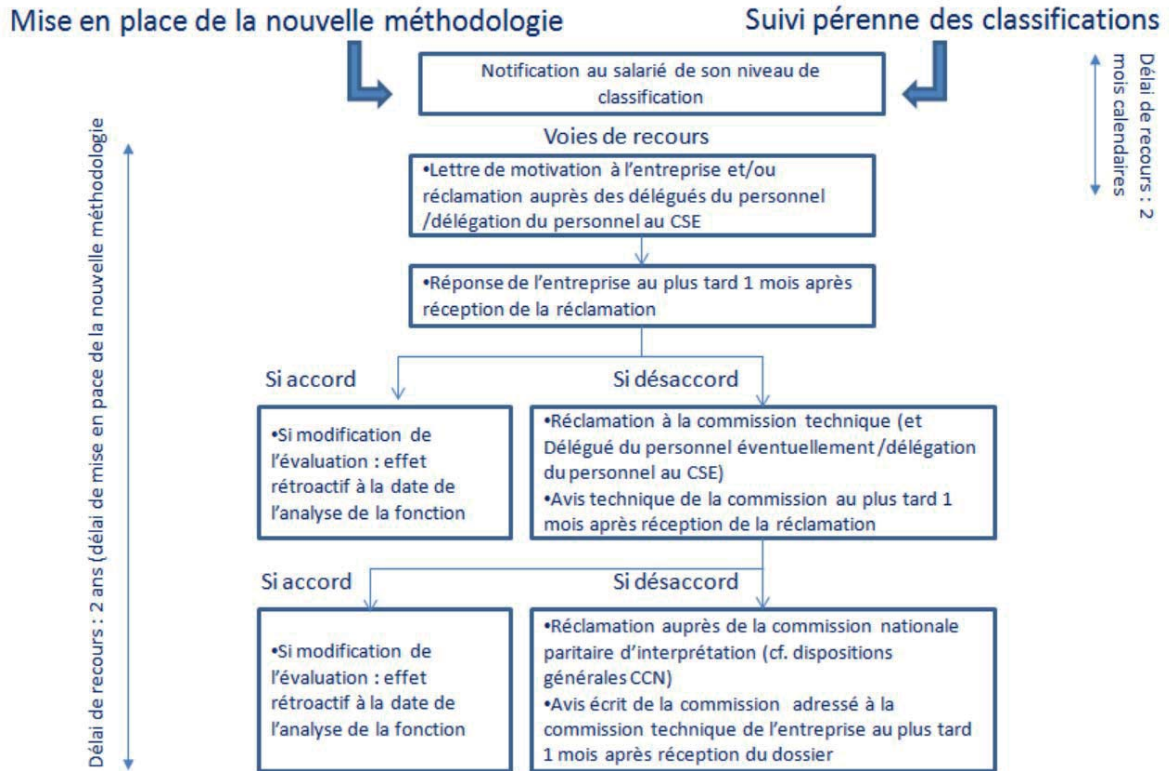 Mise en place de la nouvelle méthodologie
Suivi pérenne des classifications
Notification au salarié de son niveau de
classification
Délai de recours : 2
mois calendaires
Voies de recours
•Lettre de motivation à l'entreprise et/ou
réclamation auprès des délégués du personnel
/délégation du personnel au CSE
•Réponse de l'entreprise au plus tard 1 mois après
réception de la réclamation
Si accord
Si désaccord
•Si modification de
l'évaluation : effet
rétroactif à la date de
l'analyse de la fonction
•Réclamation à la commission technique (et
Délégué du personnel éventuellement/délégation
du personnel au CSE)
•Avis technique de la commission au plus tard 1
mois après réception de la réclamation
Si accord
Si désaccord
•Si modification de
l'évaluation : effet
rétroactif à la date de
l'analyse de la fonction
•Réclamation auprès de la commission nationale
paritaire d'interprétation (cf. dispositions
générales CCN)
•Avis écrit de la commission adressé à la
commission technique de l'entreprise au plus tard
1 mois après réception du dossier
Délai de recours : 2 ans (délai de mise en pace de la nouvelle méthodologie